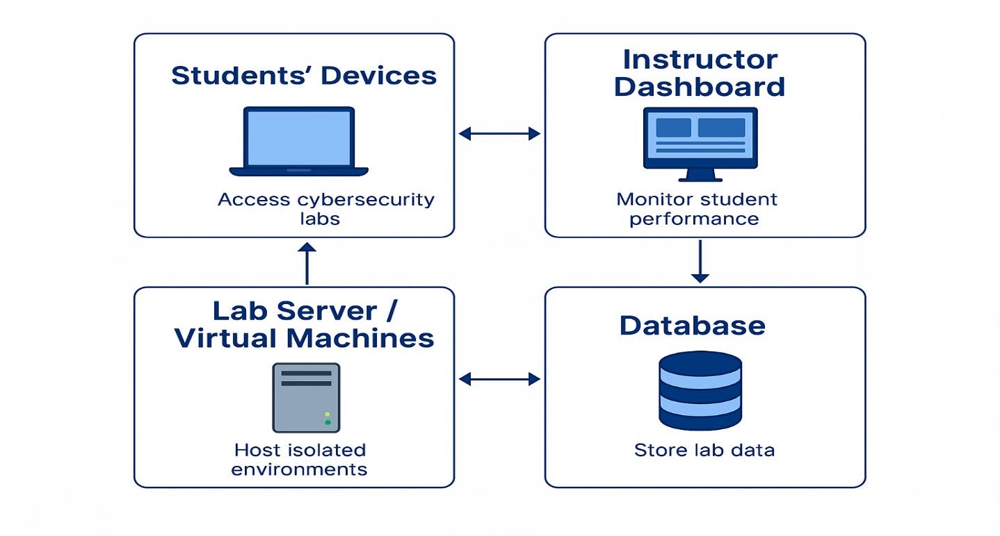 Students’ Devices
Access cybersecurity
labs
Instructor
Dashboard
Monitor student
performance
Lab Server /
Virtual Machines
Host isolated
environments
Database
Store lab data